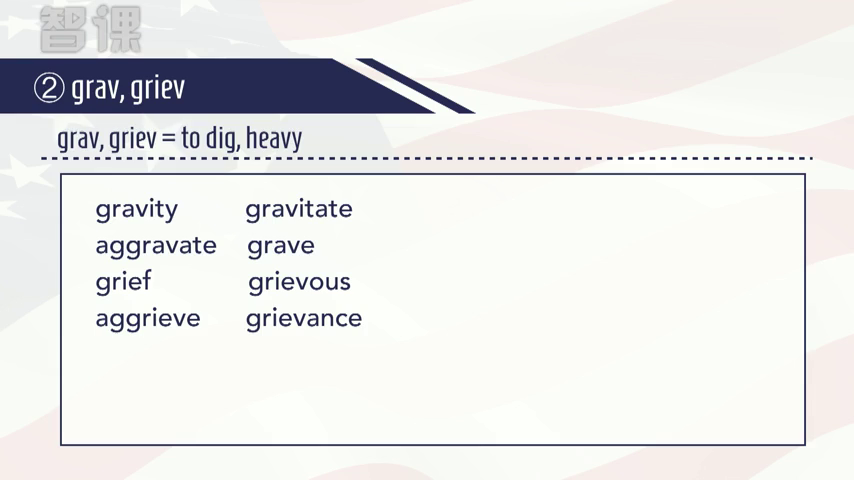 智课
② grav, griev
grav, griev = to dig, heavy
gravity gravitate
aggravate grave
grief grievous
aggrieve grievance